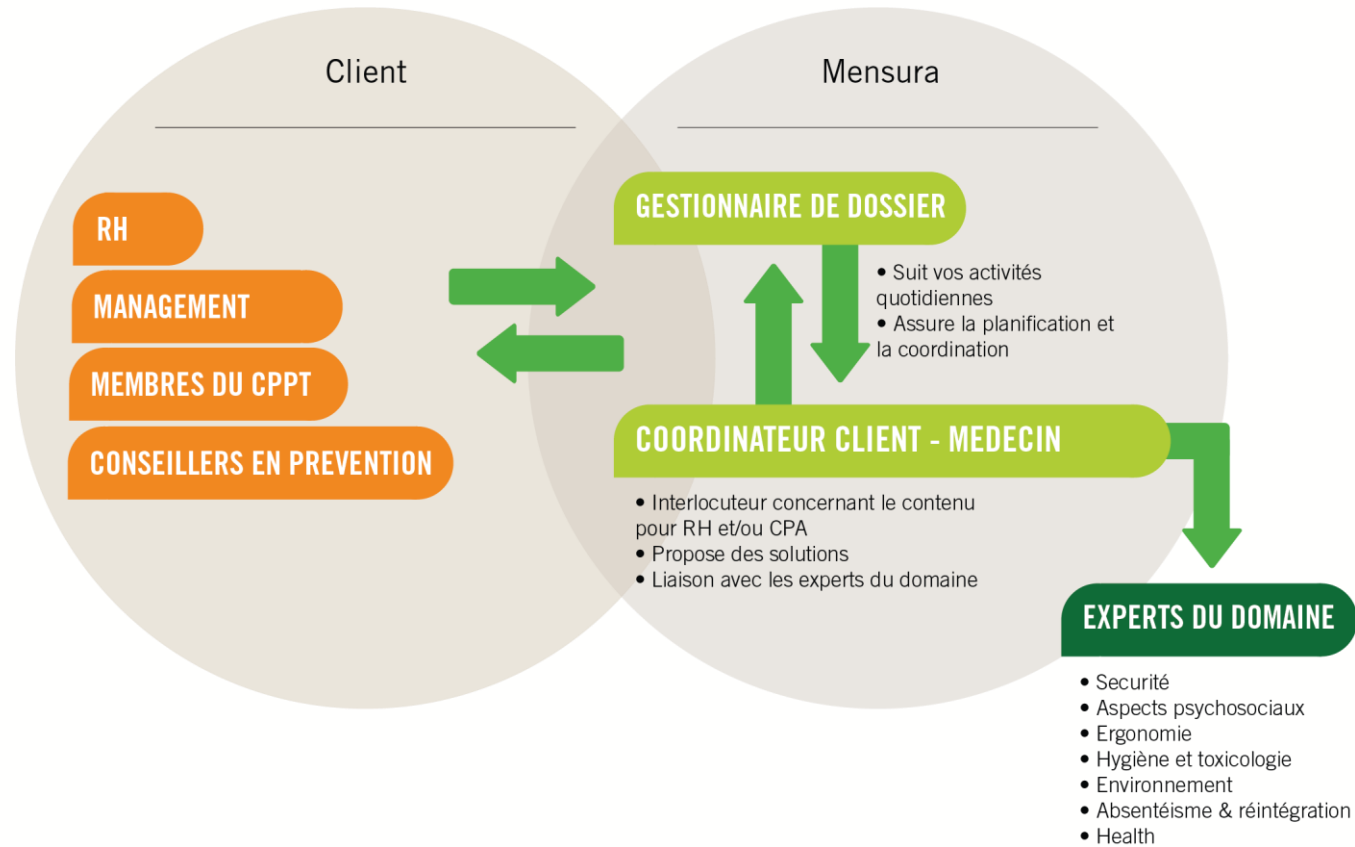 Client
Mensura
RH
MANAGEMENT
MEMBRES DU CPPT
CONSEILLERS EN PREVENTION
GESTIONNAIRE DE DOSSIER
• Suit vos activités
quotidiennes
• Assure la planification et
la coordination
COORDINATEUR CLIENT - MEDECIN
• Interlocuteur concernant le contenu
pour RH et/ou CPA
• Propose des solutions
• Liaison avec les experts du domaine
EXPERTS DU DOMAINE
• Securité
• Aspects psychosociaux
• Ergonomie
• Hygiène et toxicologie
• Environnement
• Absentéisme & réintégration
• Health